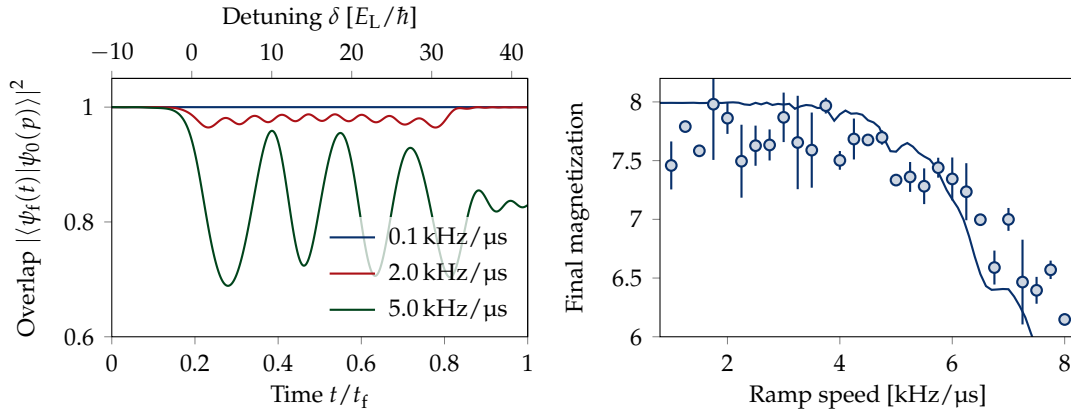 Detuning δ [E_L/ħ]
−10 0 10 20 30 40
Overlap |⟨ψ_f(t)|ψ_0(p)⟩|²
1
0.8
0.6
0.1 kHz/μs
2.0 kHz/μs
5.0 kHz/μs
0 0.2 0.4 0.6 0.8 1
Time t/t_f
Final magnetization
8
7.5
7
6.5
6
2 4 6 8
Ramp speed [kHz/μs]